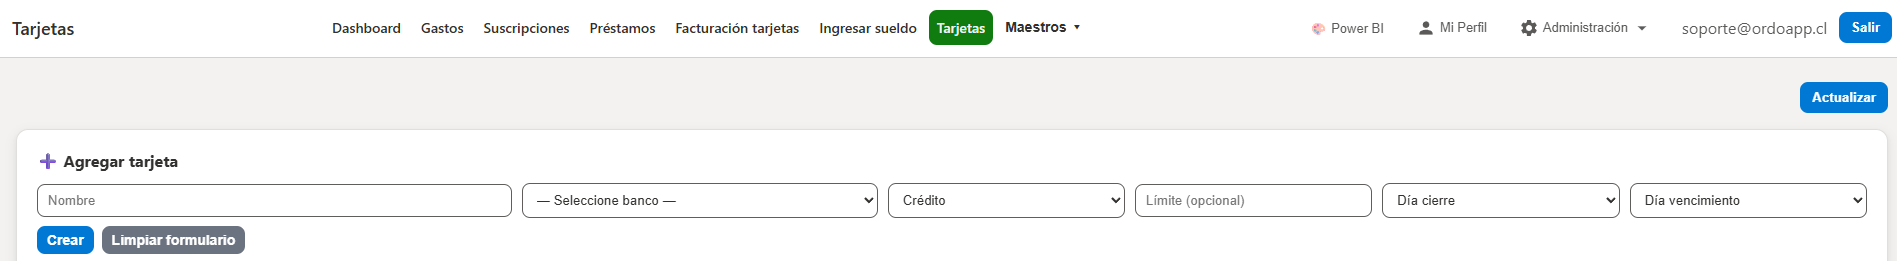 Tarjetas Dashboard Gastos Suscripciones Préstamos Facturación tarjetas Ingresar sueldo Tarjetas Maestros Power BI Mi Perfil Administración soporte@ordoapp.cl Salir
Actualizar
Agregar tarjeta
Nombre — Seleccione banco — Crédito Límite (opcional) Día cierre Día vencimiento
Crear Limpiar formulario